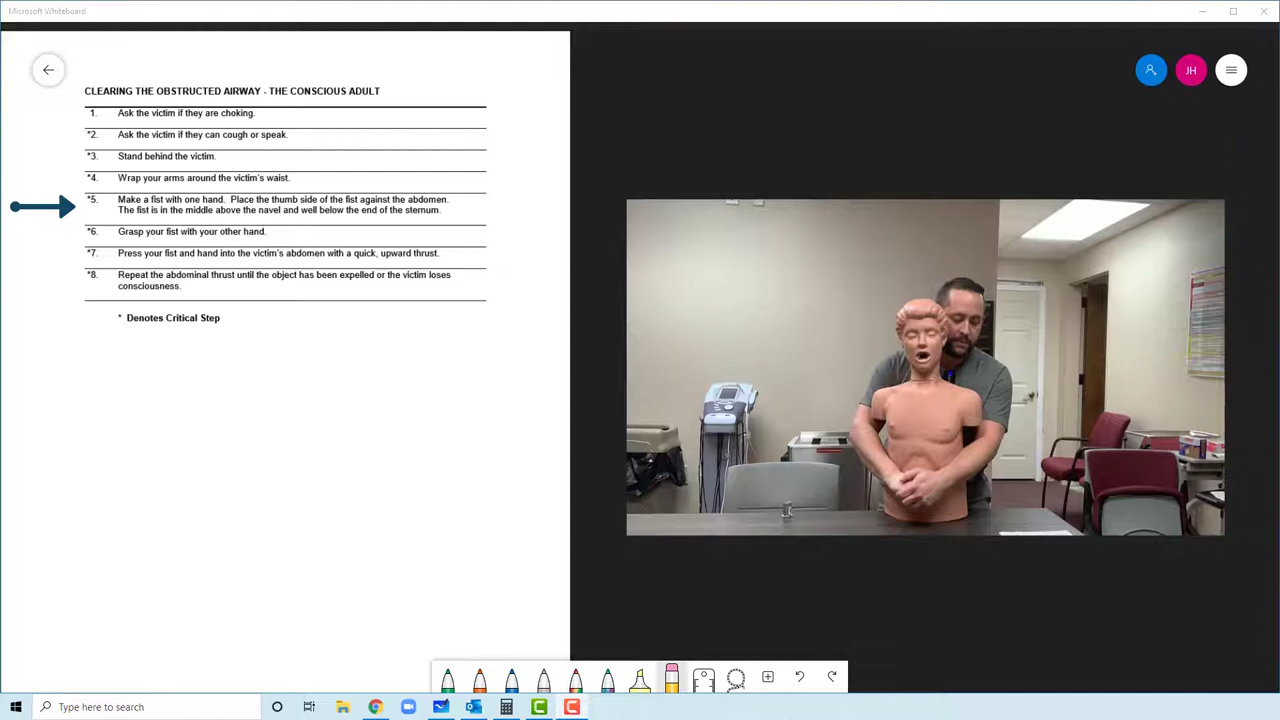 Microsoft Whiteboard
JH
CLEARING THE OBSTRUCTED AIRWAY - THE CONSCIOUS ADULT
1. Ask the victim if they are choking.
*2. Ask the victim if they can cough or speak.
*3. Stand behind the victim.
*4. Wrap your arms around the victim's waist.
*5. Make a fist with one hand. Place the thumb side of the fist against the abdomen.
The fist is in the middle above the navel and well below the end of the sternum.
*6. Grasp your fist with your other hand.
*7. Press your fist and hand into the victim's abdomen with a quick, upward thrust.
*8. Repeat the abdominal thrust until the object has been expelled or the victim loses
consciousness.
* Denotes Critical Step
Type here to search